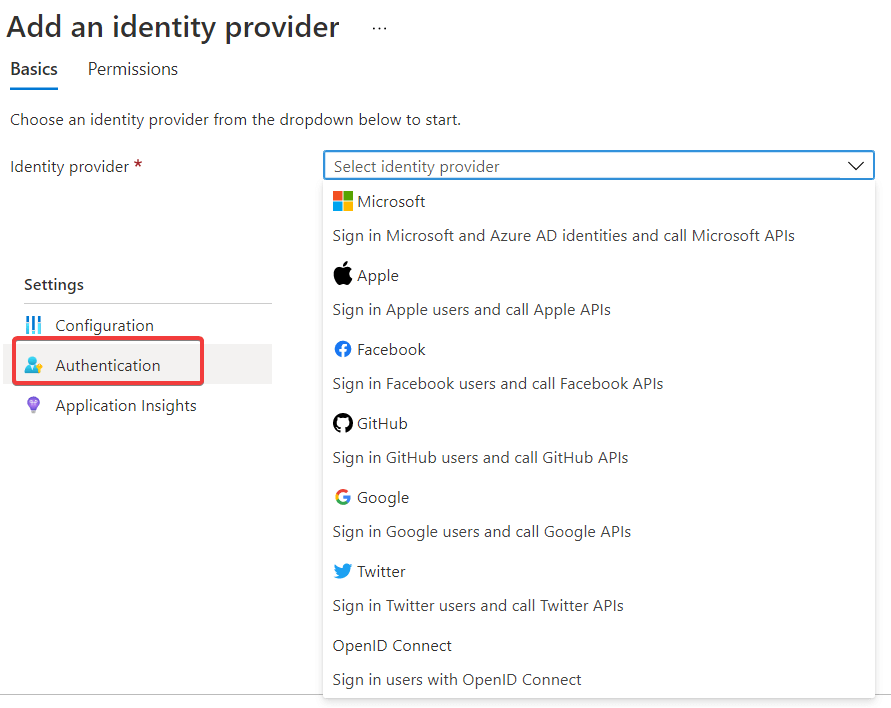 Add an identity provider ...
Basics Permissions
Choose an identity provider from the dropdown below to start.
Identity provider *
Select identity provider
Microsoft
Sign in Microsoft and Azure AD identities and call Microsoft APIs
Apple
Sign in Apple users and call Apple APIs
Facebook
Sign in Facebook users and call Facebook APIs
GitHub
Sign in GitHub users and call GitHub APIs
Google
Sign in Google users and call Google APIs
Twitter
Sign in Twitter users and call Twitter APIs
OpenID Connect
Sign in users with OpenID Connect
Settings
Configuration
Authentication
Application Insights